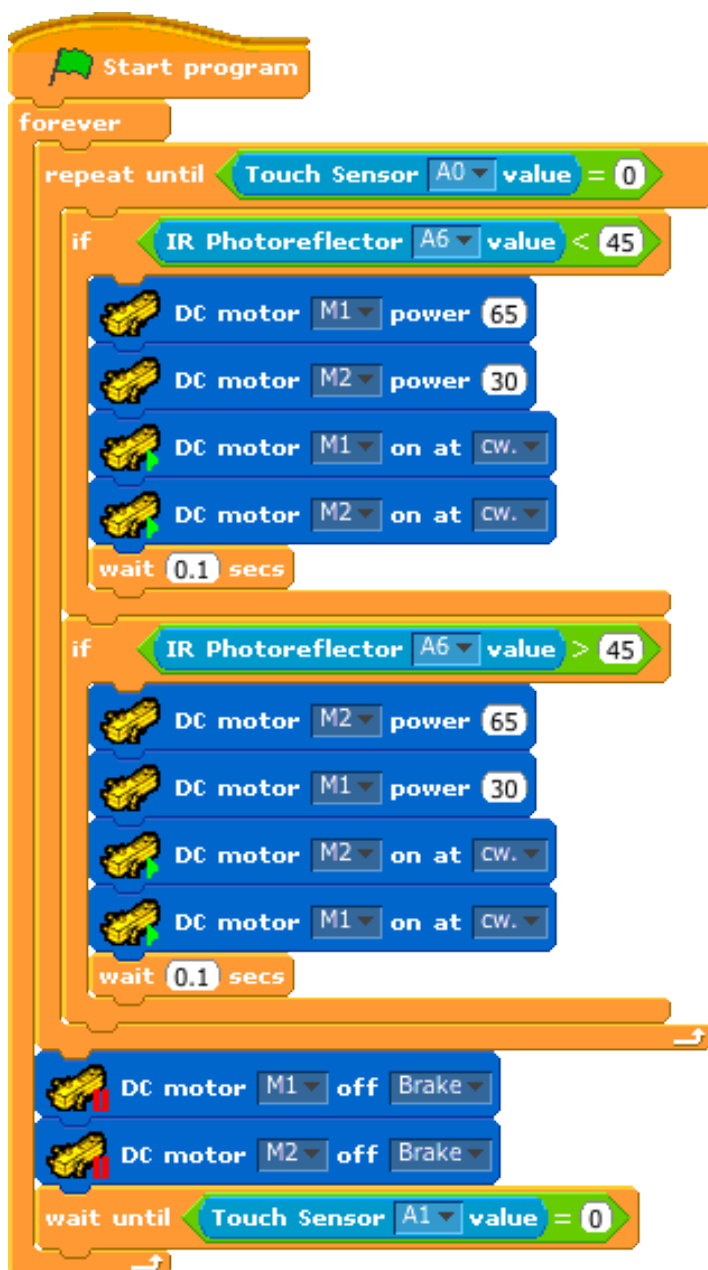 Start program
forever
repeat until Touch Sensor A0 value = 0
if IR Photoreflector A6 value < 45
DC motor M1 power 65
DC motor M2 power 30
DC motor M1 on at cw.
DC motor M2 on at cw.
wait 0.1 secs
if IR Photoreflector A6 value > 45
DC motor M2 power 65
DC motor M1 power 30
DC motor M2 on at cw.
DC motor M1 on at cw.
wait 0.1 secs
DC motor M1 off Brake
DC motor M2 off Brake
wait until Touch Sensor A1 value = 0